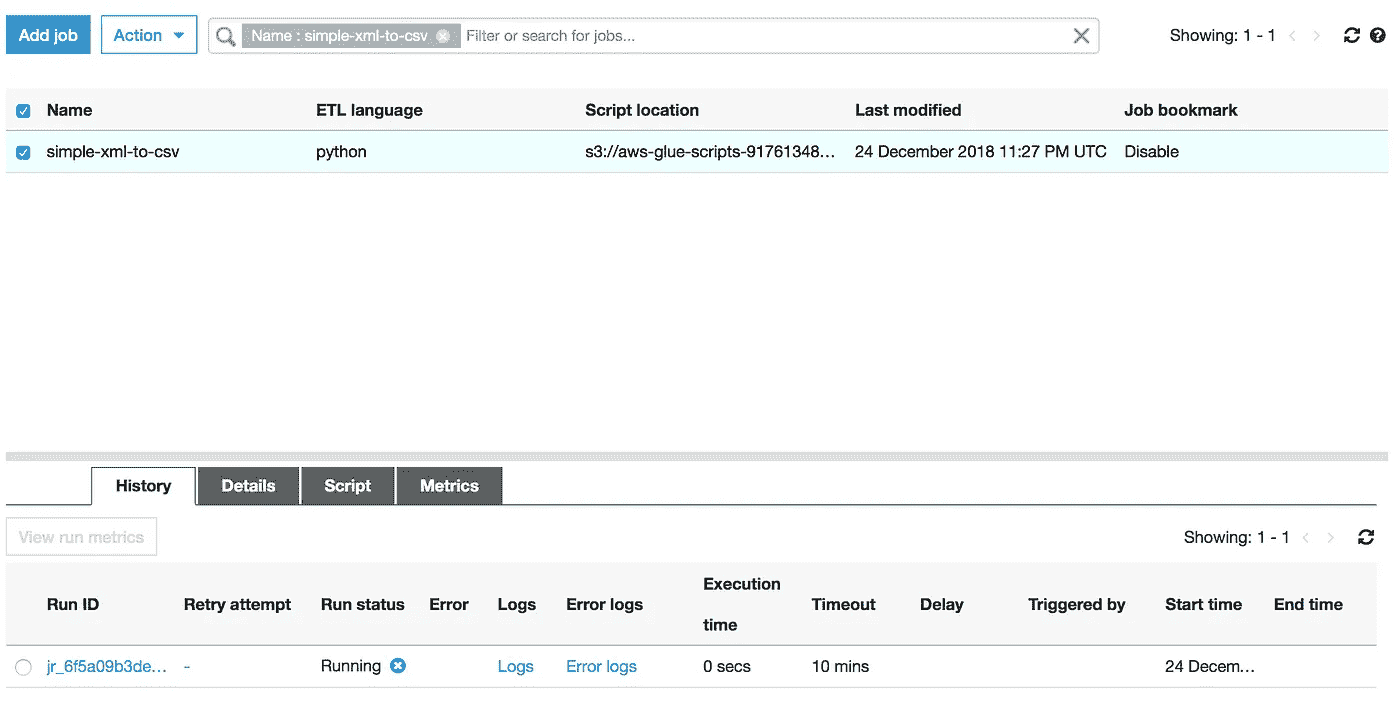 Add job Action Name : simple-xml-to-csv Filter or search for jobs... Showing: 1 - 1
Name ETL language Script location Last modified Job bookmark
simple-xml-to-csv python s3://aws-glue-scripts-91761348... 24 December 2018 11:27 PM UTC Disable
History Details Script Metrics
View run metrics Showing: 1 - 1
Run ID Retry attempt Run status Error Logs Error logs Execution time Timeout Delay Triggered by Start time End time
jr_6f5a09b3de... - Running Logs Error logs 0 secs 10 mins 24 Decem...